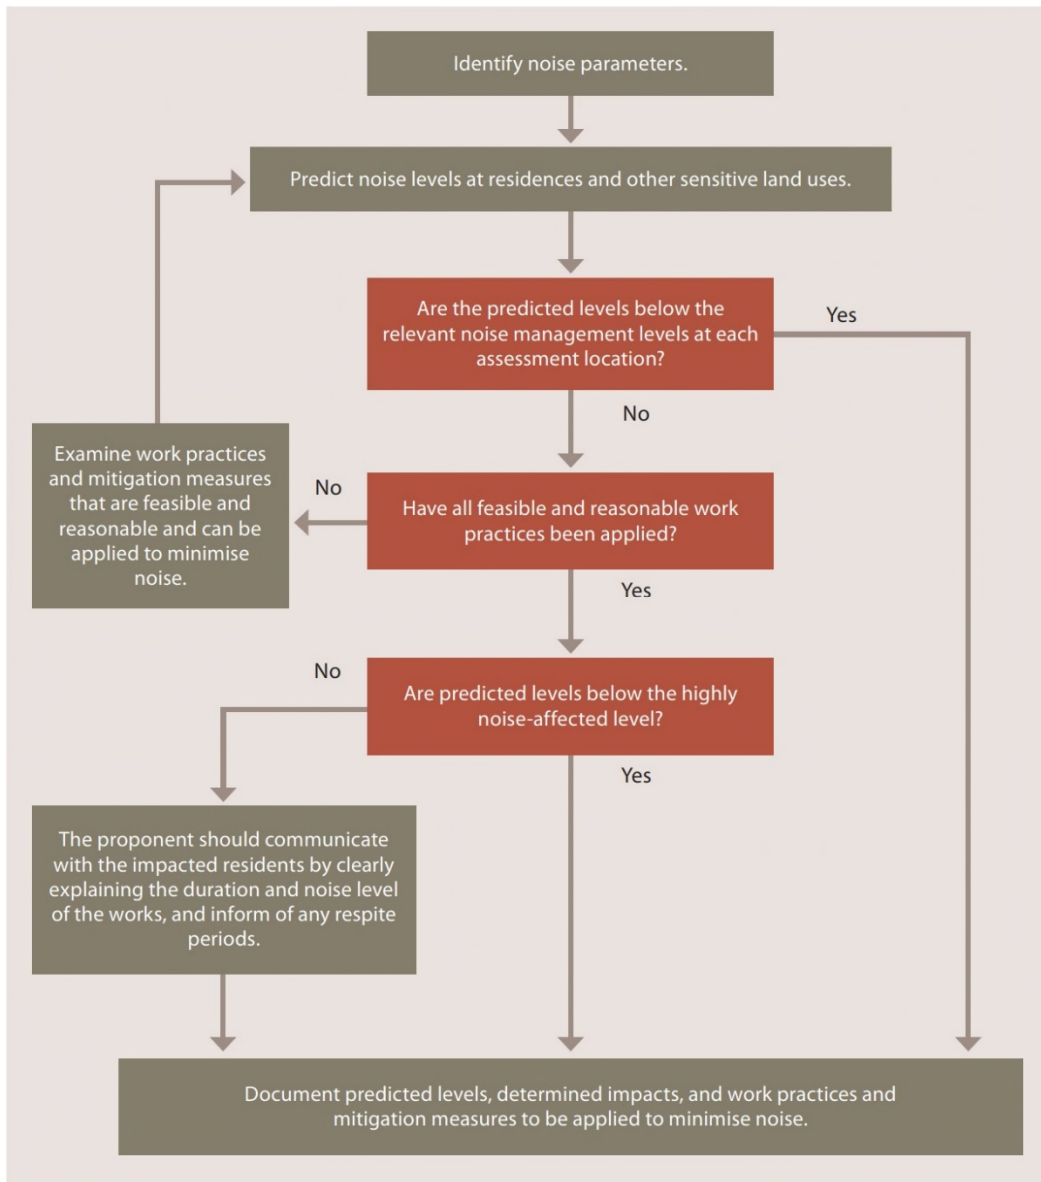 Identify noise parameters.
Predict noise levels at residences and other sensitive land uses.
Are the predicted levels below the
relevant noise management levels at each
assessment location?
Yes
No
Examine work practices
and mitigation measures
that are feasible and
reasonable and can be
applied to minimise
noise.
No
Have all feasible and reasonable work
practices been applied?
Yes
No
Are predicted levels below the highly
noise-affected level?
Yes
The proponent should communicate
with the impacted residents by clearly
explaining the duration and noise level
of the works, and inform of any respite
periods.
Document predicted levels, determined impacts, and work practices and
mitigation measures to be applied to minimise noise.